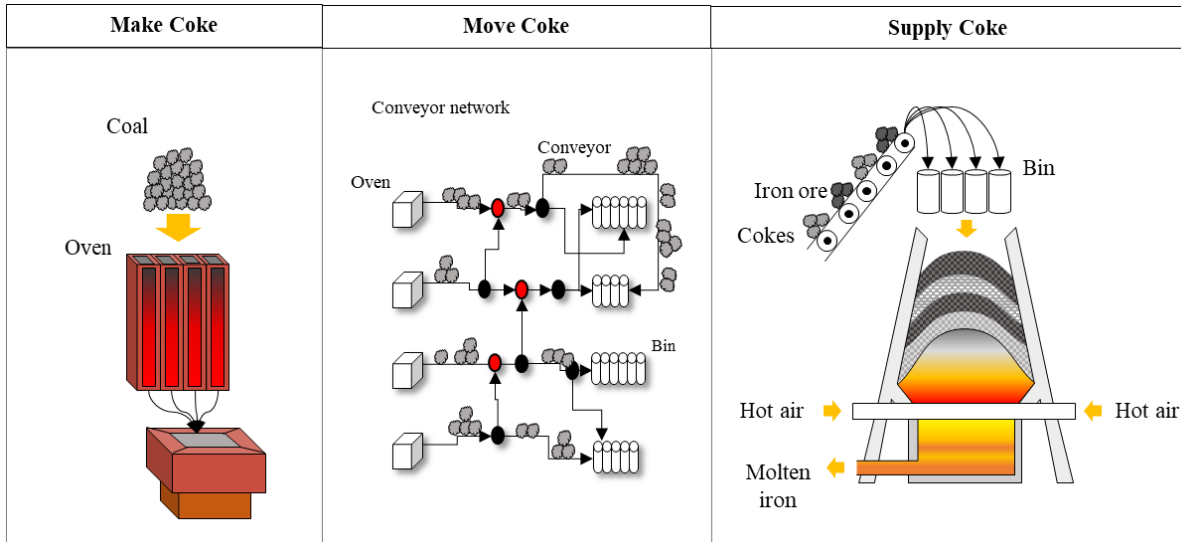 Make Coke
Move Coke
Supply Coke
Coal
Oven
Conveyor network
Conveyor
Oven
Bin
Bin
Iron ore
Cokes
Hot air
Hot air
Molten
iron